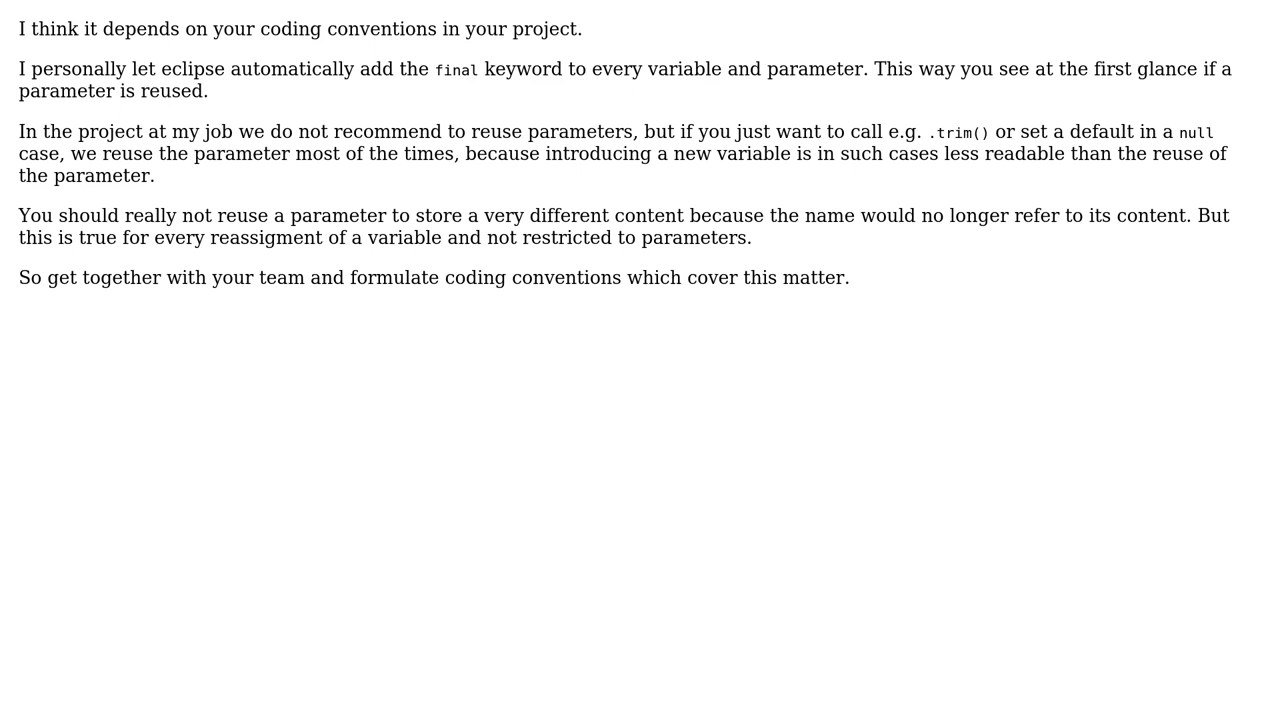 I think it depends on your coding conventions in your project.
I personally let eclipse automatically add the final keyword to every variable and parameter. This way you see at the first glance if a
parameter is reused.
In the project at my job we do not recommend to reuse parameters, but if you just want to call e.g. .trim() or set a default in a null
case, we reuse the parameter most of the times, because introducing a new variable is in such cases less readable than the reuse of
the parameter.
You should really not reuse a parameter to store a very different content because the name would no longer refer to its content. But
this is true for every reassigment of a variable and not restricted to parameters.
So get together with your team and formulate coding conventions which cover this matter.